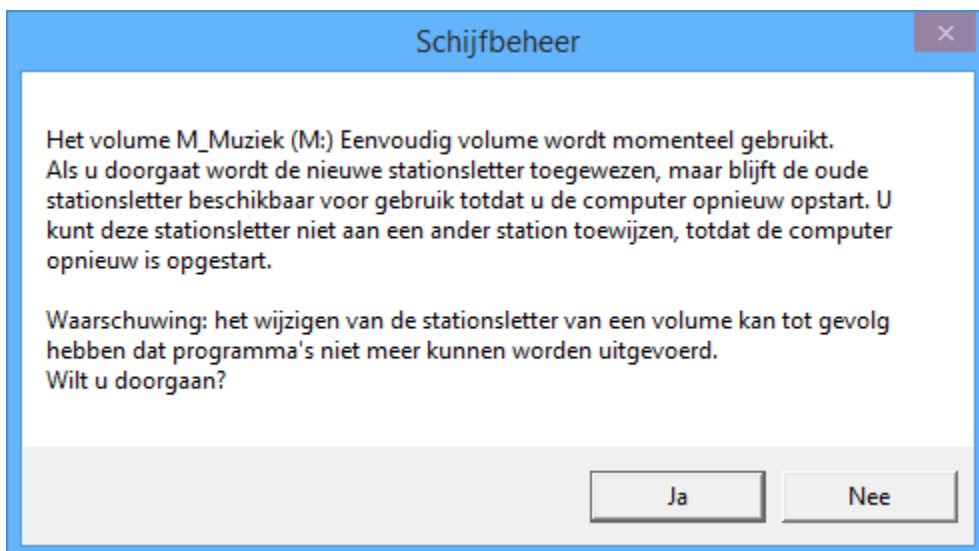 Schijfbeheer
Het volume M_Muziek (M:) Eenvoudig volume wordt momenteel gebruikt.
Als u doorgaat wordt de nieuwe stationsletter toegewezen, maar blijft de oude
stationsletter beschikbaar voor gebruik totdat u de computer opnieuw opstart. U
kunt deze stationsletter niet aan een ander station toewijzen, totdat de computer
opnieuw is opgestart.
Waarschuwing: het wijzigen van de stationsletter van een volume kan tot gevolg
hebben dat programma's niet meer kunnen worden uitgevoerd.
Wilt u doorgaan?
Ja Nee